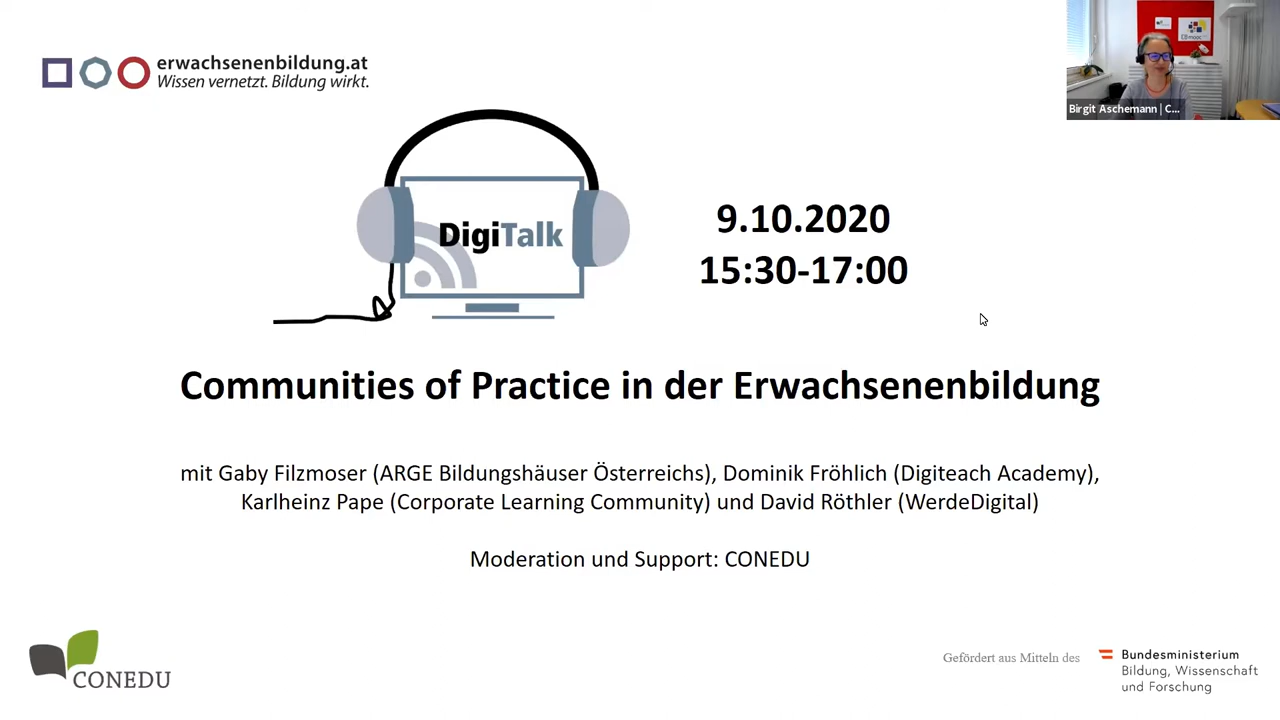 erwachsenenbildung.at
Wissen vernetzt. Bildung wirkt.
Birgit Aschemann | C...
DigiTalk
9.10.2020
15:30-17:00
Communities of Practice in der Erwachsenenbildung
mit Gaby Filzmoser (ARGE Bildungshäuser Österreichs), Dominik Fröhlich (Digiteach Academy),
Karlheinz Pape (Corporate Learning Community) und David Röthler (WerdeDigital)
Moderation und Support: CONEDU
CONEDU
Gefördert aus Mitteln des
Bundesministerium
Bildung, Wissenschaft
und Forschung